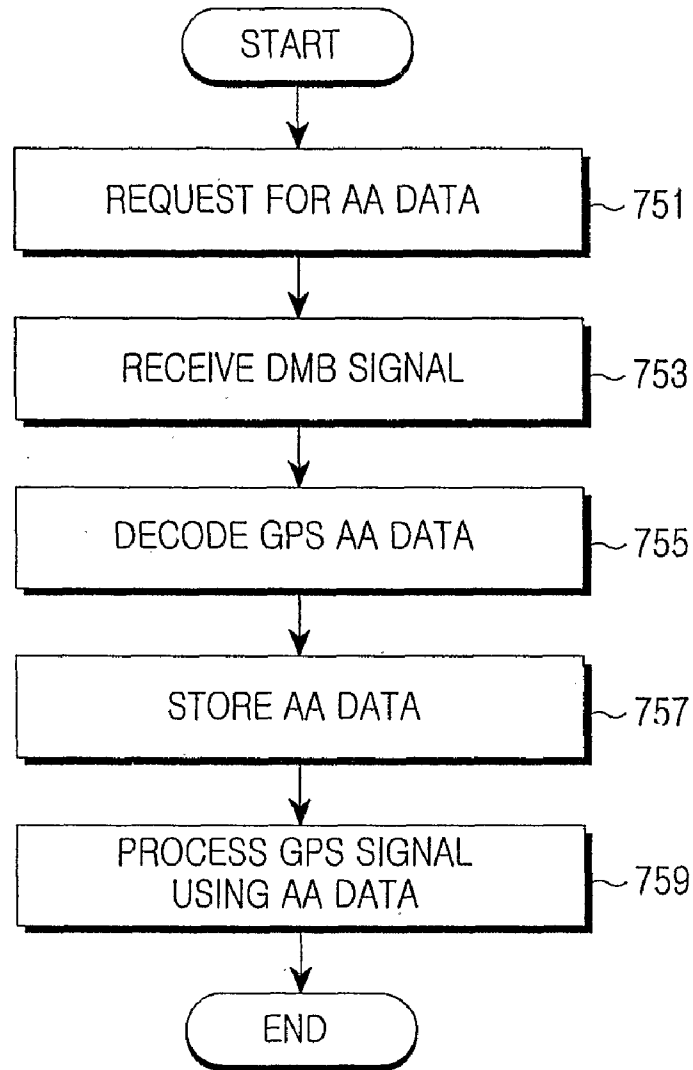 START
REQUEST FOR AA DATA
751
RECEIVE DMB SIGNAL
753
DECODE GPS AA DATA
755
STORE AA DATA
757
PROCESS GPS SIGNAL
USING AA DATA
759
END